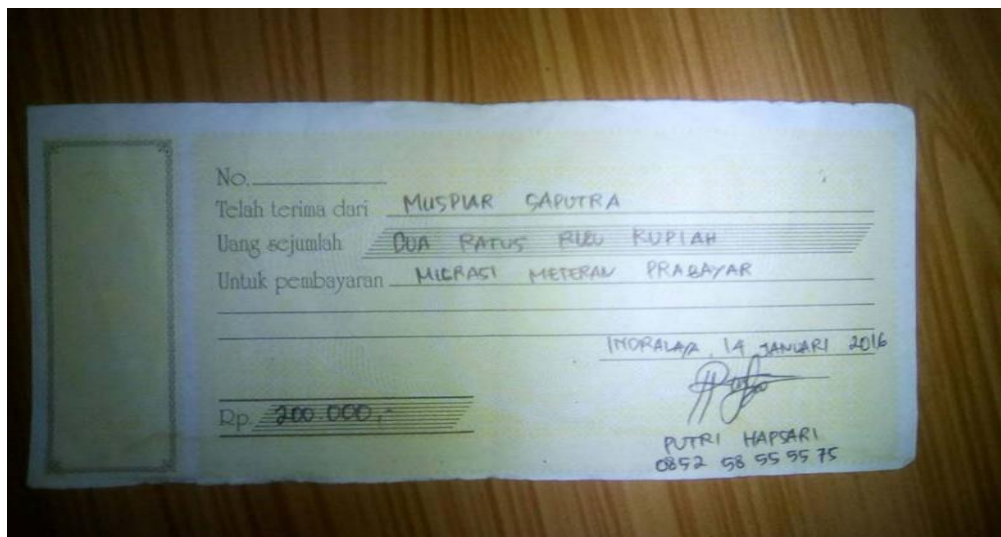 No.
Telah terima dari MUSPIAR SAPUTRA
Uang sejumlah DUA RATUS RIBU RUPIAH
Untuk pembayaran MIGRASI METERAN PRABAYAR
INDRALAYA, 14 JANUARI 2016
Rp. 200.000,-
PUTRI HAPSARI
0852 58 55 55 75